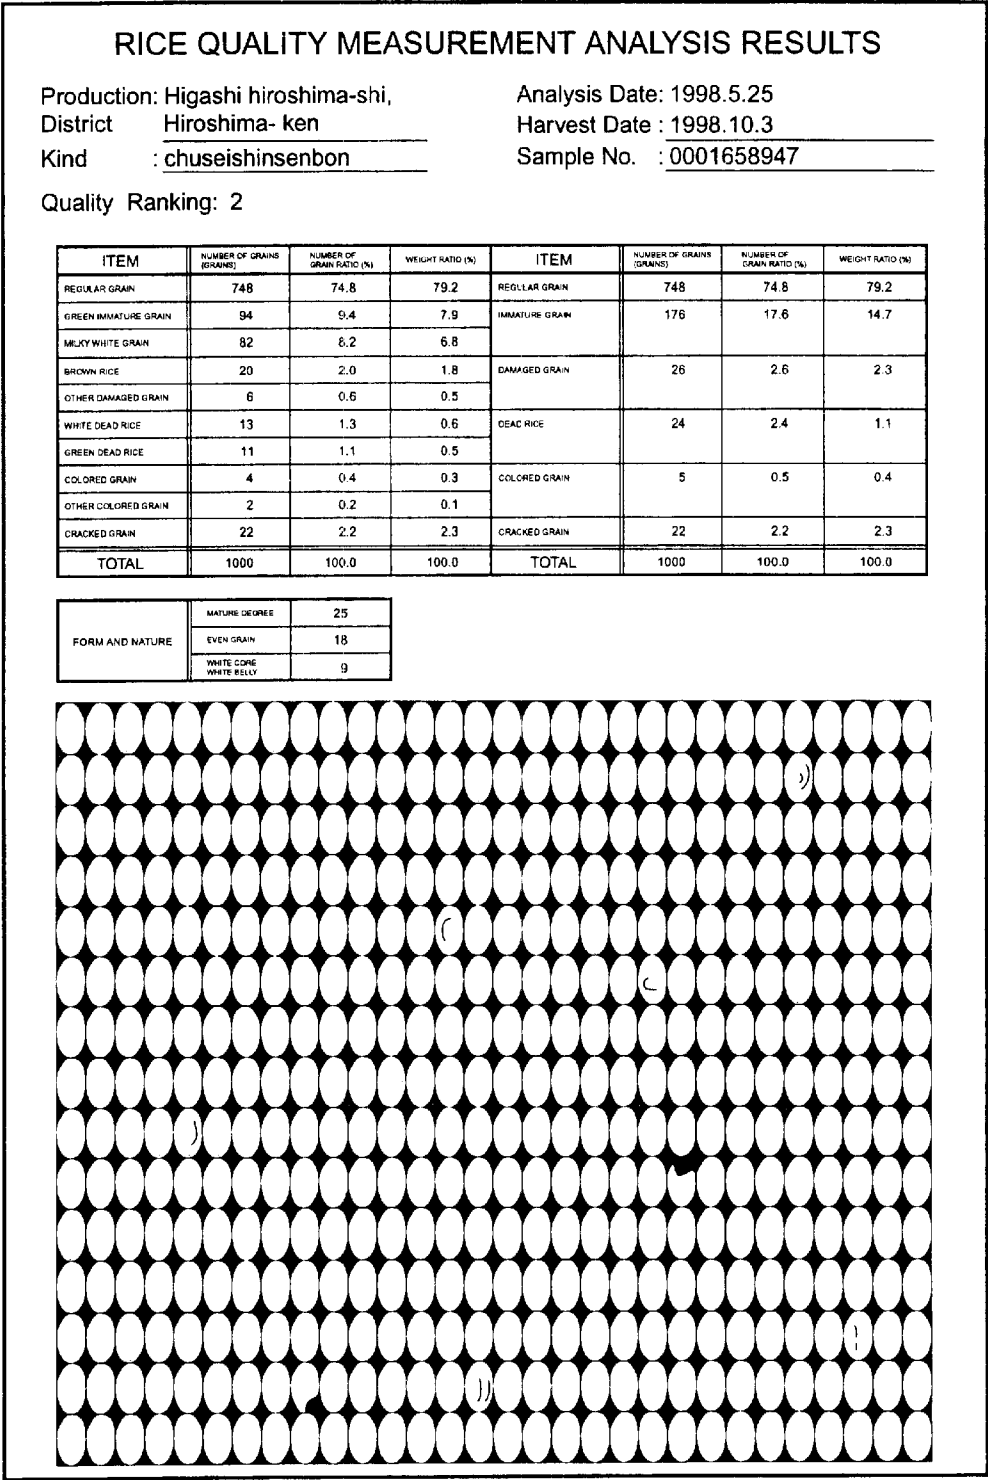 RICE QUALITY MEASUREMENT ANALYSIS RESULTS
Production: Higashi hiroshima-shi,
District Hiroshima- ken
Kind : chuseishinsenbon
Analysis Date: 1998.5.25
Harvest Date : 1998.10.3
Sample No. : 0001658947
Quality Ranking: 2
ITEM NUMBER OF GRAINS (GRAINS) NUMBER OF GRAIN RATIO (%) WEIGHT RATIO (%) ITEM NUMBER OF GRAINS (GRAINS) NUMBER OF GRAIN RATIO (%) WEIGHT RATIO (%)
REGULAR GRAIN 748 74.8 79.2 REGULAR GRAIN 748 74.8 79.2
GREEN IMMATURE GRAIN 94 9.4 7.9 IMMATURE GRAIN 176 17.6 14.7
MILKY WHITE GRAIN 82 8.2 6.8
BROWN RICE 20 2.0 1.8 DAMAGED GRAIN 26 2.6 2.3
OTHER DAMAGED GRAIN 6 0.6 0.5
WHITE DEAD RICE 13 1.3 0.6 DEAD RICE 24 2.4 1.1
GREEN DEAD RICE 11 1.1 0.5
COLORED GRAIN 4 0.4 0.3 COLORED GRAIN 5 0.5 0.4
OTHER COLORED GRAIN 2 0.2 0.1
CRACKED GRAIN 22 2.2 2.3 CRACKED GRAIN 22 2.2 2.3
TOTAL 1000 100.0 100.0 TOTAL 1000 100.0 100.0
FORM AND NATURE
MATURE DEGREE 25
EVEN GRAIN 18
WHITE CORE
WHITE BELLY 9